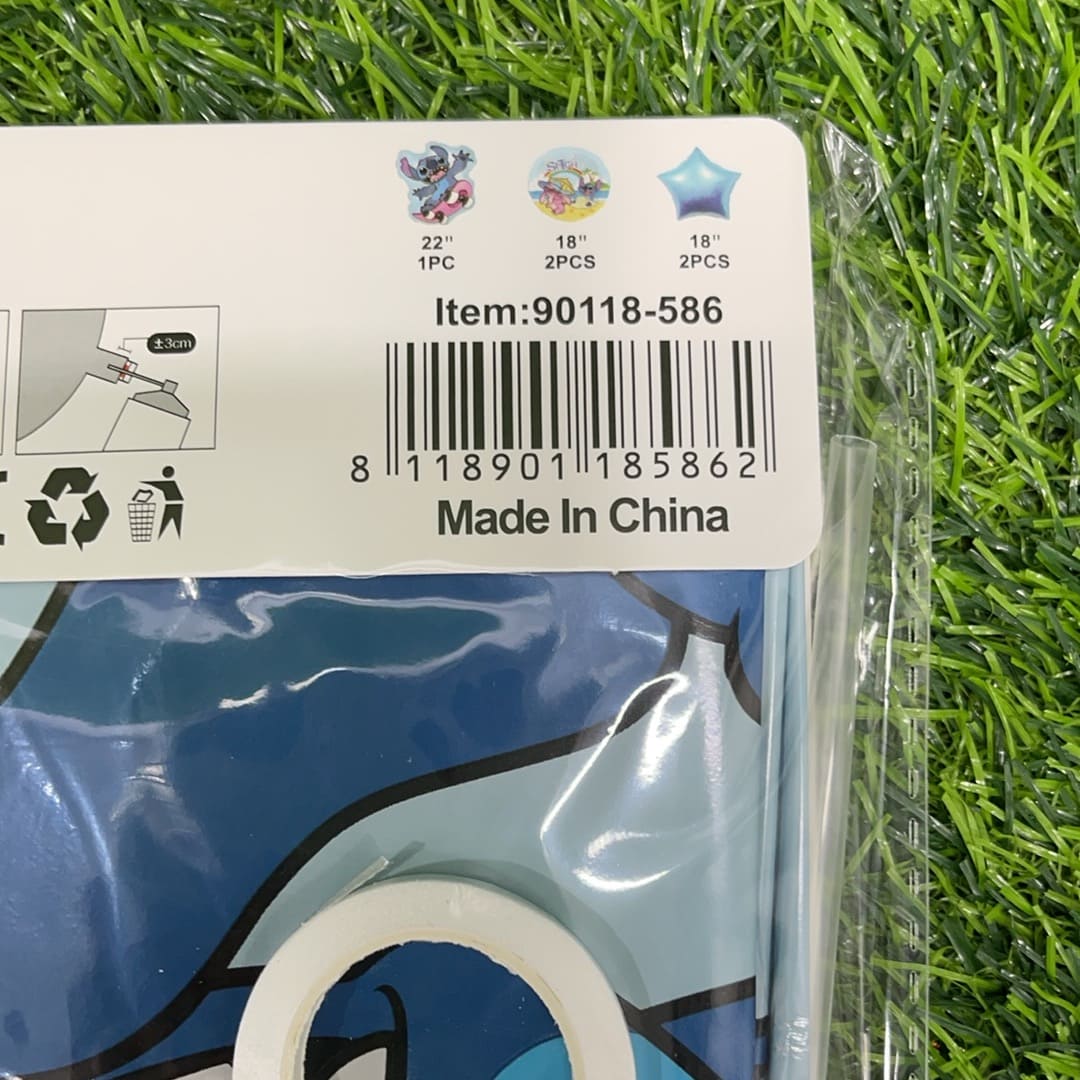 22" 18" 18"
1PC 2PCS 2PCS
Item:90118-586
±3cm
8 118901 185862
Made In China